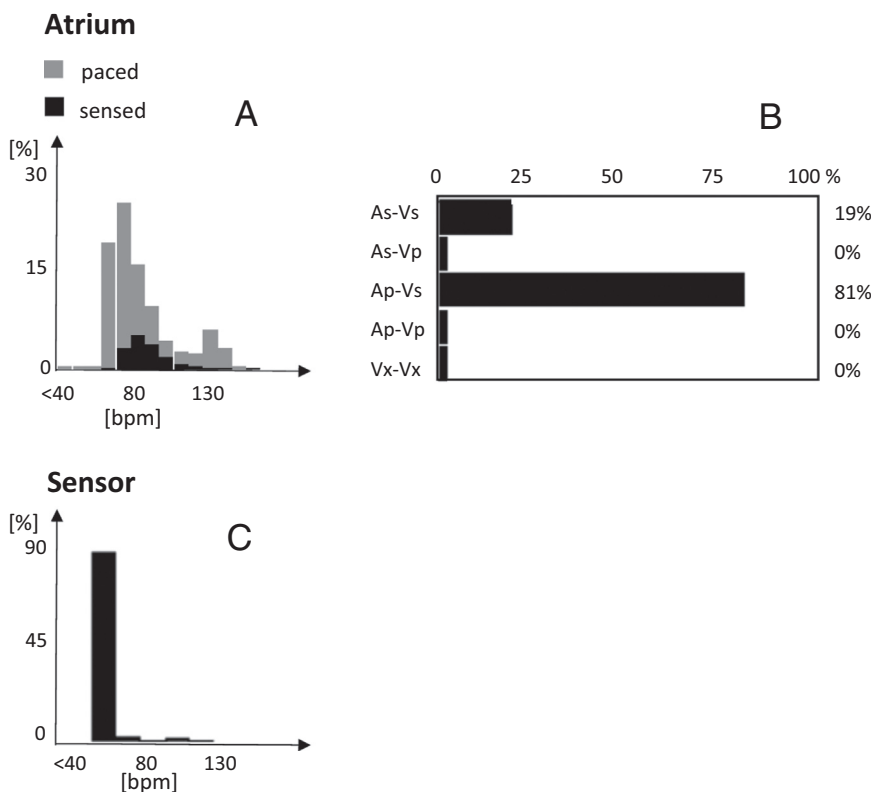 Atrium
paced
sensed
A
[%]
30
15
0
<40 80 130
[bpm]
B
0 25 50 75 100 %
As-Vs 19%
As-Vp 0%
Ap-Vs 81%
Ap-Vp 0%
Vx-Vx 0%
Sensor
C
[%]
90
45
0
<40 80 130
[bpm]